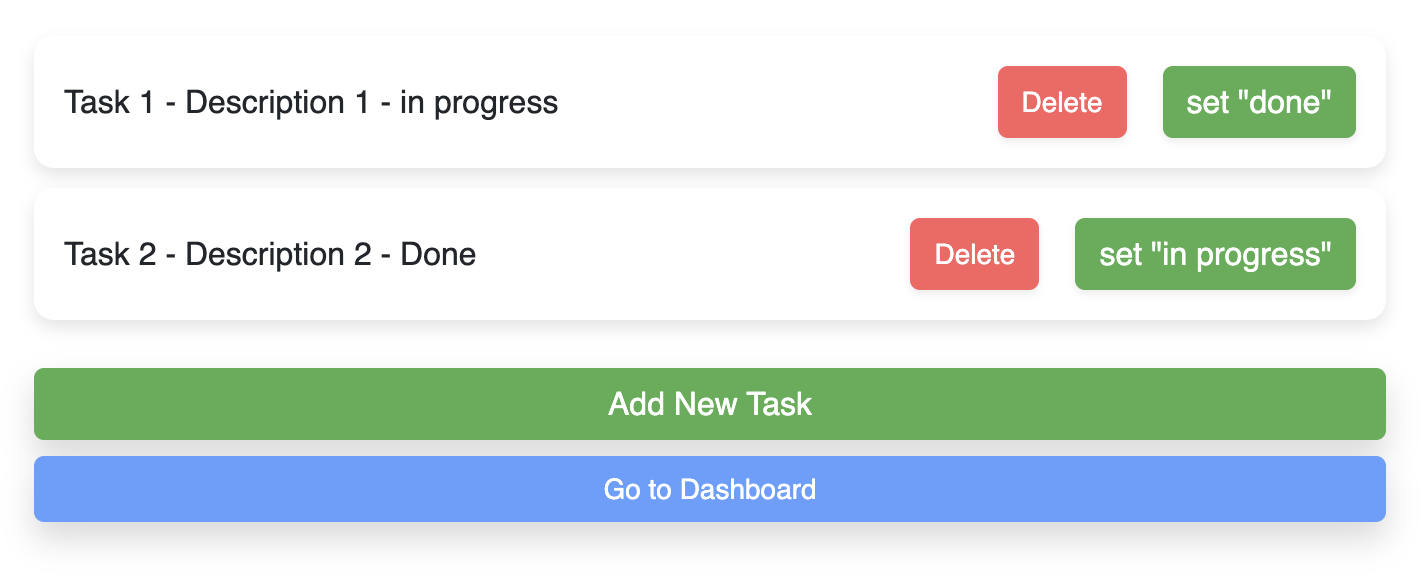 Task 1 - Description 1 - in progress Delete set "done"
Task 2 - Description 2 - Done Delete set "in progress"
Add New Task
Go to Dashboard